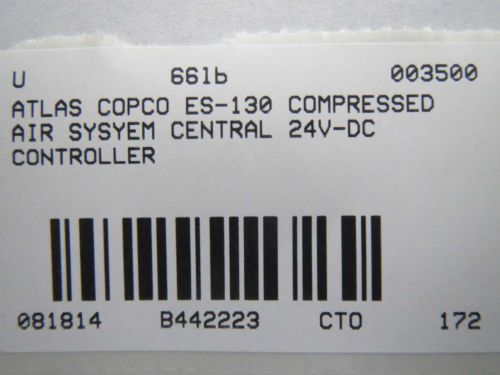 U 661b 003500
ATLAS COPCO ES-130 COMPRESSED
AIR SYSYEM CENTRAL 24V-DC
CONTROLLER
081814 B442223 CTO 172